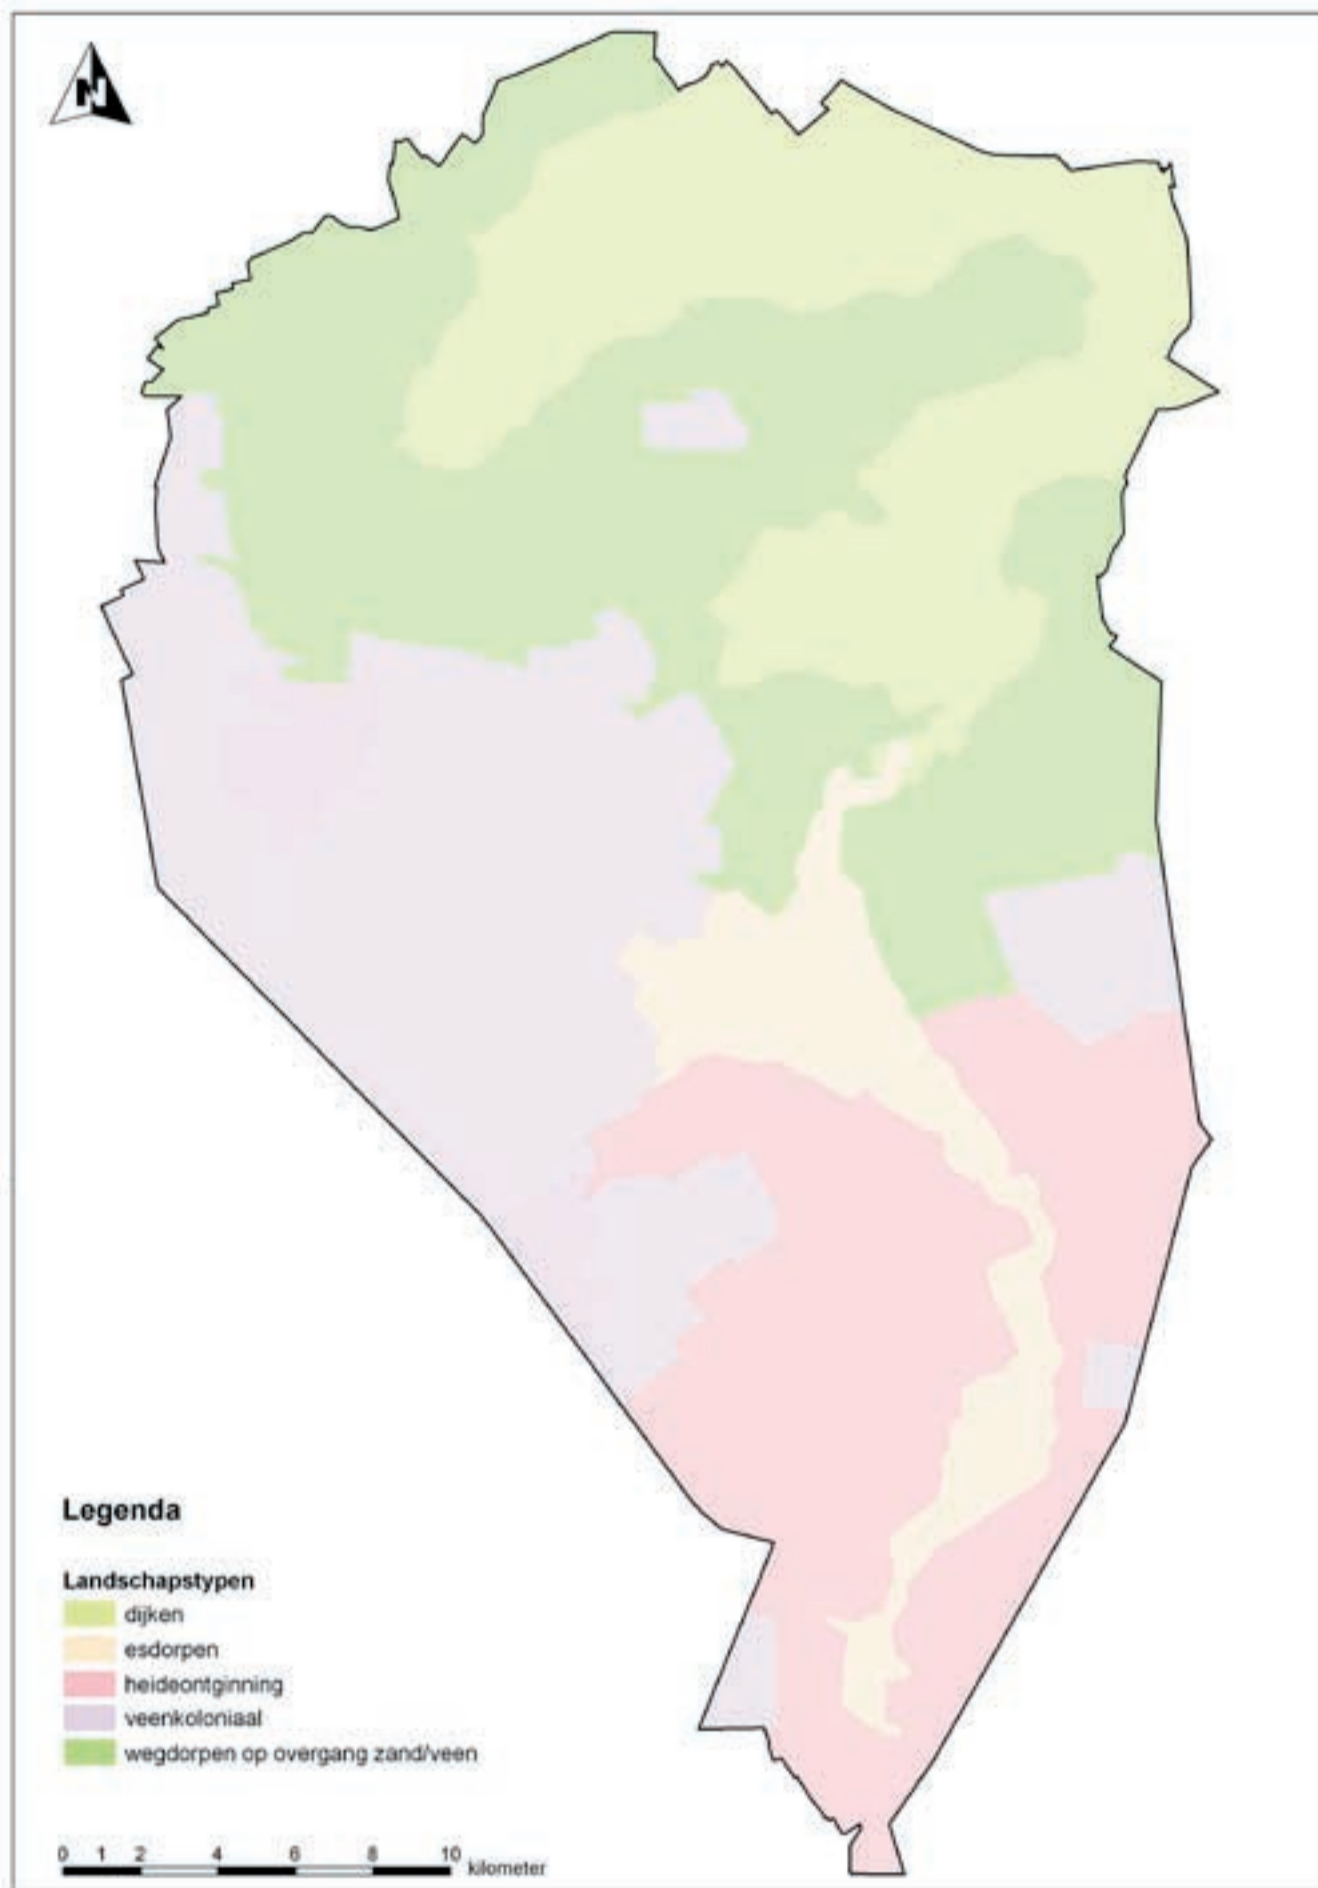 N
Legenda
Landschapstypen
dijken
esdorpen
heideontginning
veenkoloniaal
wegdorpen op overgang zand/veen
0 1 2 4 6 8 10
kilometer